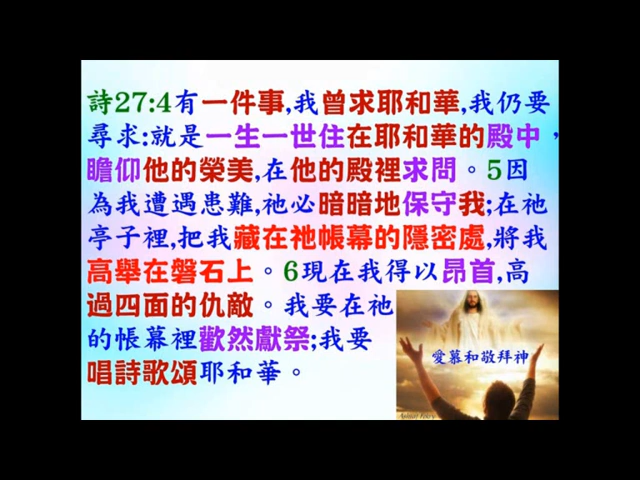 詩27:4有一件事,我曾求耶和華,我仍要
尋求:就是一生一世住在耶和華的殿中,
瞻仰他的榮美,在他的殿裡求問。5因
為我遭遇患難,祂必暗暗地保守我;在祂
亭子裡,把我藏在祂帳幕的隱密處,將我
高舉在磐石上。6現在我得以昂首,高
過四面的仇敵。我要在祂
的帳幕裡歡然獻祭;我要
唱詩歌頌耶和華。
愛慕和敬拜神